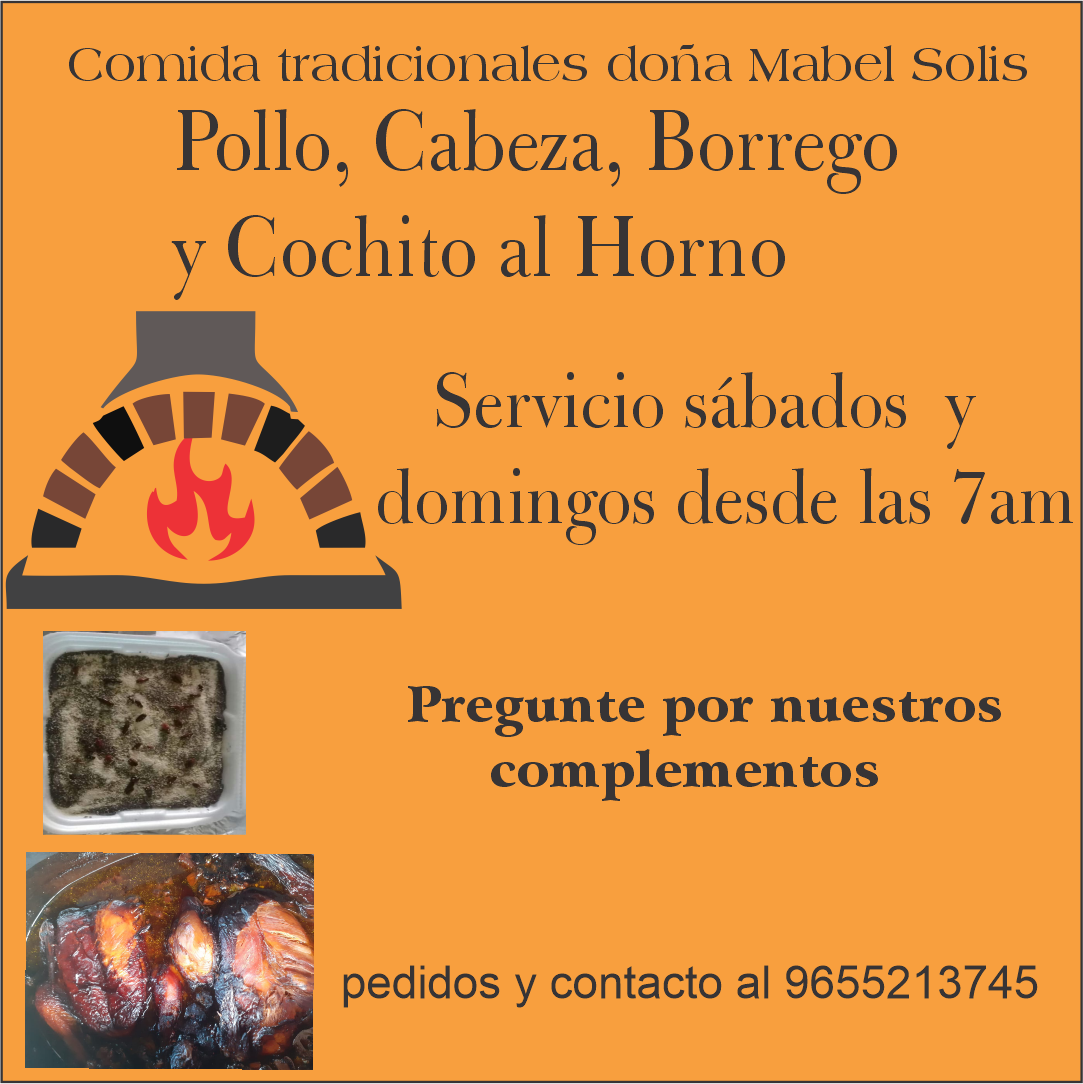 Comida tradicionales doña Mabel Solis
Pollo, Cabeza, Borrego
y Cochito al Horno
Servicio sábados y
domingos desde las 7am
Pregunte por nuestros
complementos
pedidos y contacto al 9655213745